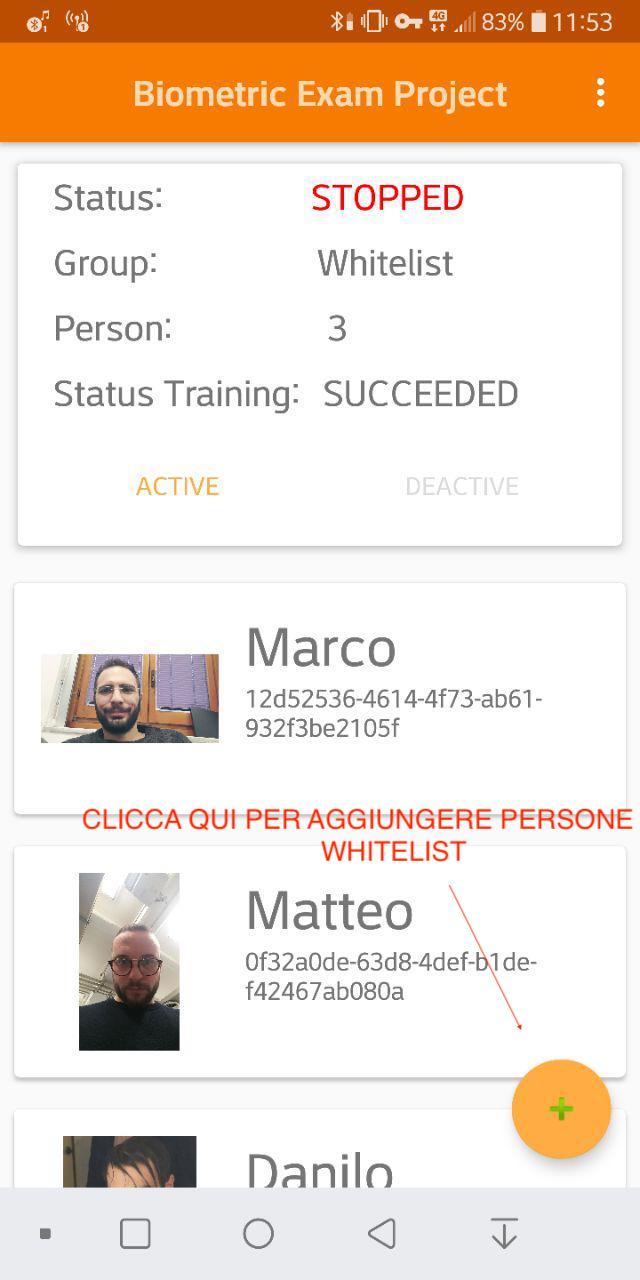 83% 11:53
Biometric Exam Project
Status: STOPPED
Group: Whitelist
Person: 3
Status Training: SUCCEEDED
ACTIVE DEACTIVE
Marco
12d52536-4614-4f73-ab61-
932f3be2105f
CLICCA QUI PER AGGIUNGERE PERSONE
WHITELIST
Matteo
0f32a0de-63d8-4def-b1de-
f42467ab080a
Danilo